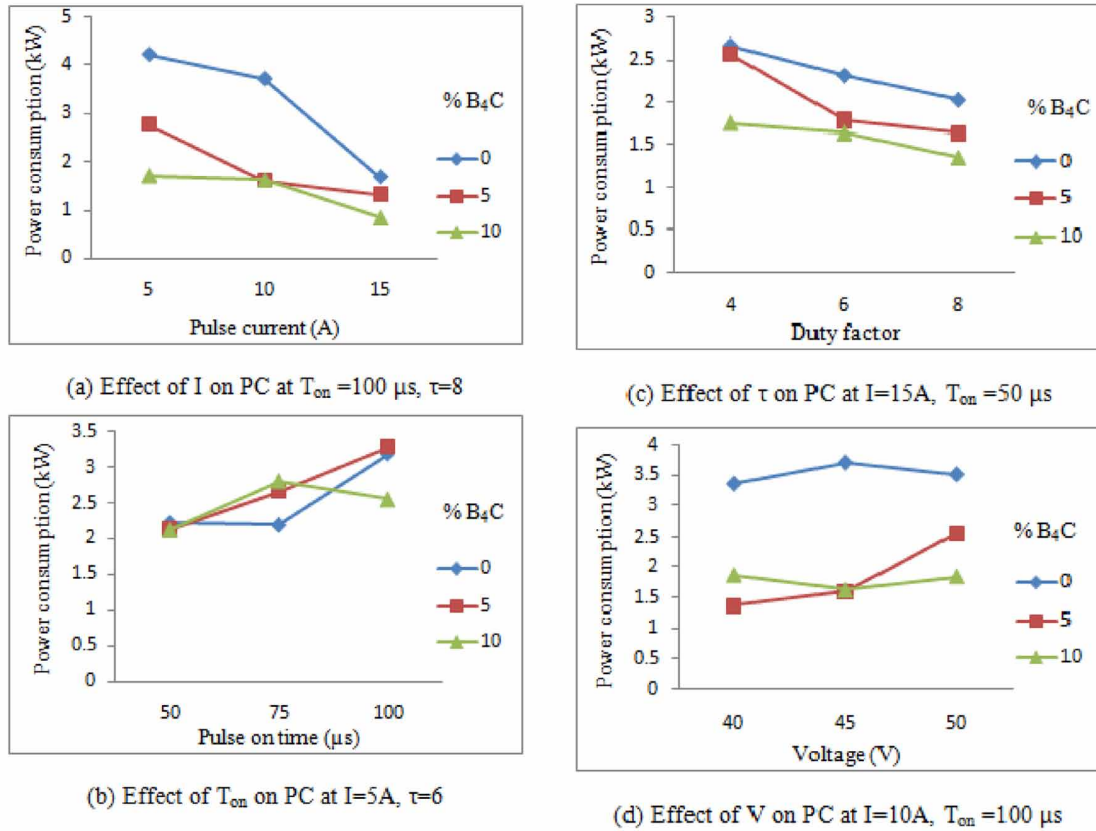 Power consumption (kW)
5
4
3
2
1
0
5 10 15
Pulse current (A)
% B₄C
0
5
10
(a) Effect of I on PC at Tₒₙ =100 μs, τ=8
Power consumption (kW)
3
2.5
2
1.5
1
0.5
0
4 6 8
Duty factor
% B₄C
0
5
10
(c) Effect of τ on PC at I=15A, Tₒₙ =50 μs
Power consumption (kW)
3.5
3
2.5
2
1.5
1
0.5
0
50 75 100
Pulse on time (μs)
% B₄C
0
5
10
(b) Effect of Tₒₙ on PC at I=5A, τ=6
Power consumption (kW)
4
3.5
3
2.5
2
1.5
1
0.5
0
40 45 50
Voltage (V)
% B₄C
0
5
10
(d) Effect of V on PC at I=10A, Tₒₙ =100 μs